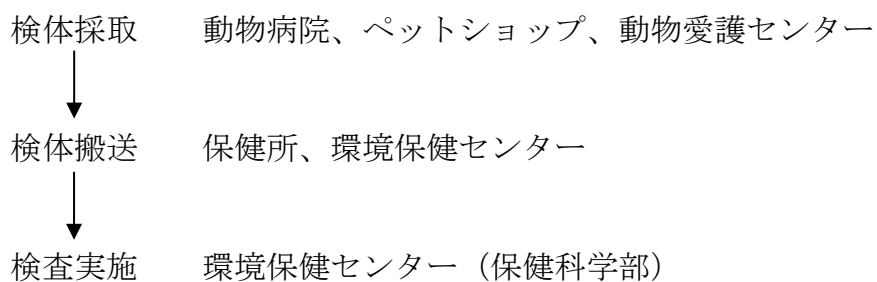 検体採取　動物病院、ペットショップ、動物愛護センター
検体搬送　保健所、環境保健センター
検査実施　環境保健センター（保健科学部）